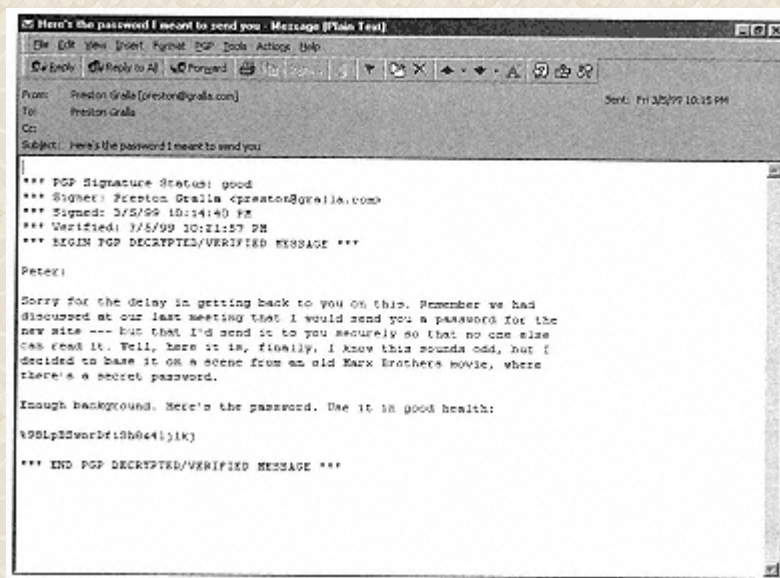 Here's the password I meant to send you - Message (Plain Text)
File Edit View Insert Format PGP Tools Actions Help
Reply Reply to All Forward
From: Preston Gralla [preston@gralla.com] Sent: Fri 3/5/99 10:15 PM
To: Preston Gralla
Cc:
Subject: Here's the password I meant to send you
*** PGP Signature Status: good
*** Signer: Preston Gralla <preston@gralla.com>
*** Signed: 3/5/99 10:14:40 PM
*** Verified: 3/5/99 10:21:57 PM
*** BEGIN PGP DECRYPTED/VERIFIED MESSAGE ***
Peter:
Sorry for the delay in getting back to you on this. Remember we had
discussed at our last meeting that I would send you a password for the
new site --- but that I'd send it to you securely so that no one else
can read it. Well, here it is, finally. I know this sounds odd, but I
decided to base it on a scene from an old Marx Brothers movie, where
there's a secret password.
Enough background. Here's the password. Use it in good health:
*** END PGP DECRYPTED/VERIFIED MESSAGE ***